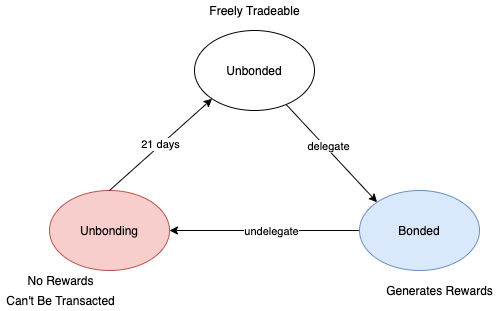 Freely Tradeable
Unbonded
21 days
delegate
Unbonding
undelegate
Bonded
No Rewards
Can't Be Transacted
Generates Rewards